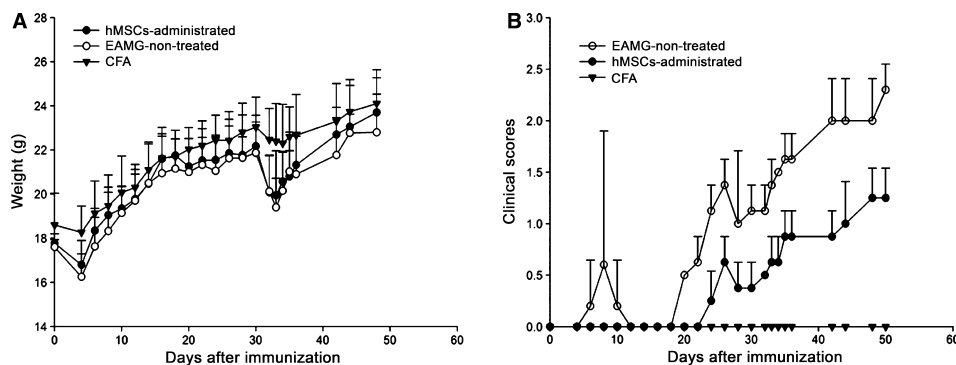 A
28
26
24
22
20
18
16
14
Weight (g)
hMSCs-administrated
EAMG-non-treated
CFA
0 10 20 30 40 50 60
Days after immunization
B
3.0
2.5
2.0
1.5
1.0
0.5
0.0
Clinical scores
EAMG-non-treated
hMSCs-administrated
CFA
0 10 20 30 40 50 60
Days after immunization